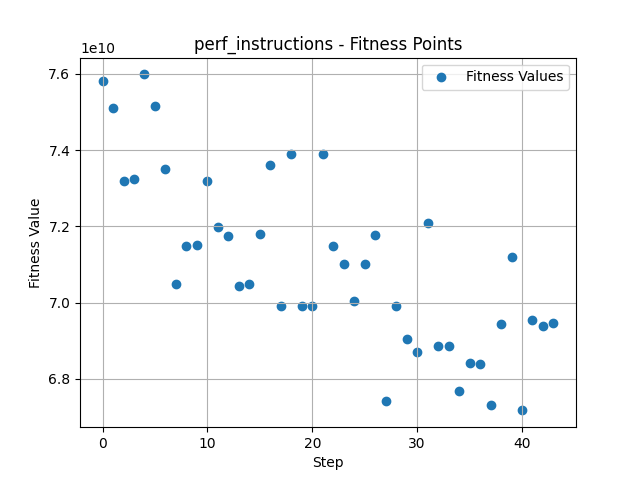 perf_instructions - Fitness Points
1e10
Fitness Values
7.6
7.4
7.2
7.0
6.8
Fitness Value
0
10
20
30
40
Step